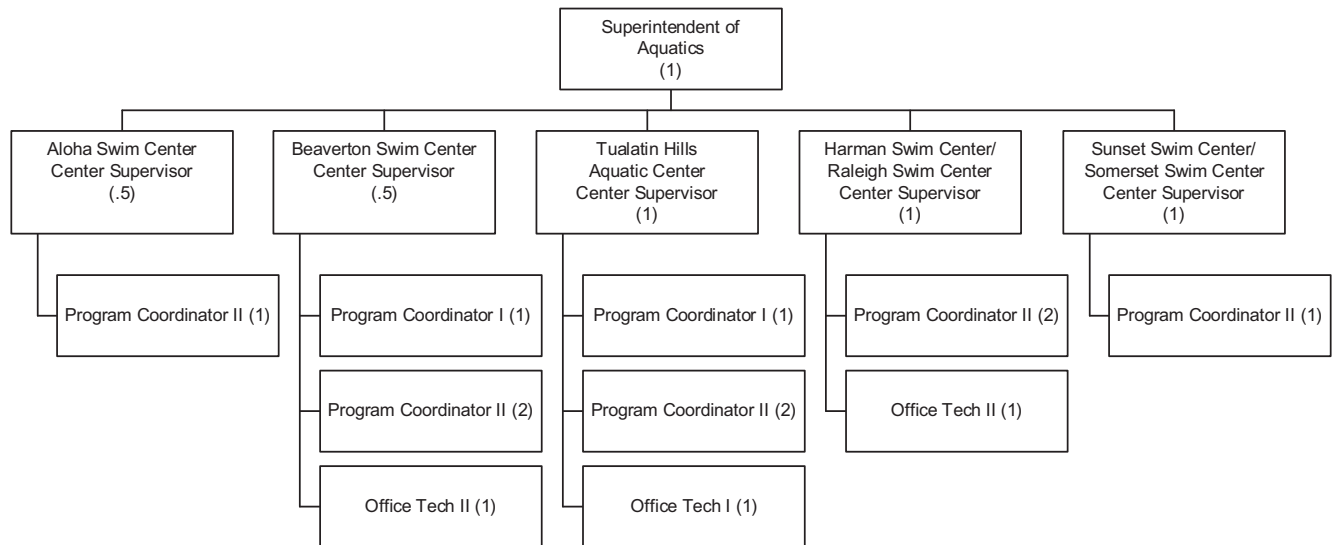 Superintendent of
Aquatics
(1)
Aloha Swim Center
Center Supervisor
(.5)
Beaverton Swim Center
Center Supervisor
(.5)
Tualatin Hills
Aquatic Center
Center Supervisor
(1)
Harman Swim Center/
Raleigh Swim Center
Center Supervisor
(1)
Sunset Swim Center/
Somerset Swim Center
Center Supervisor
(1)
Program Coordinator II (1)
Program Coordinator I (1)
Program Coordinator I (1)
Program Coordinator II (2)
Program Coordinator II (1)
Program Coordinator II (2)
Program Coordinator II (2)
Office Tech II (1)
Office Tech II (1)
Office Tech I (1)